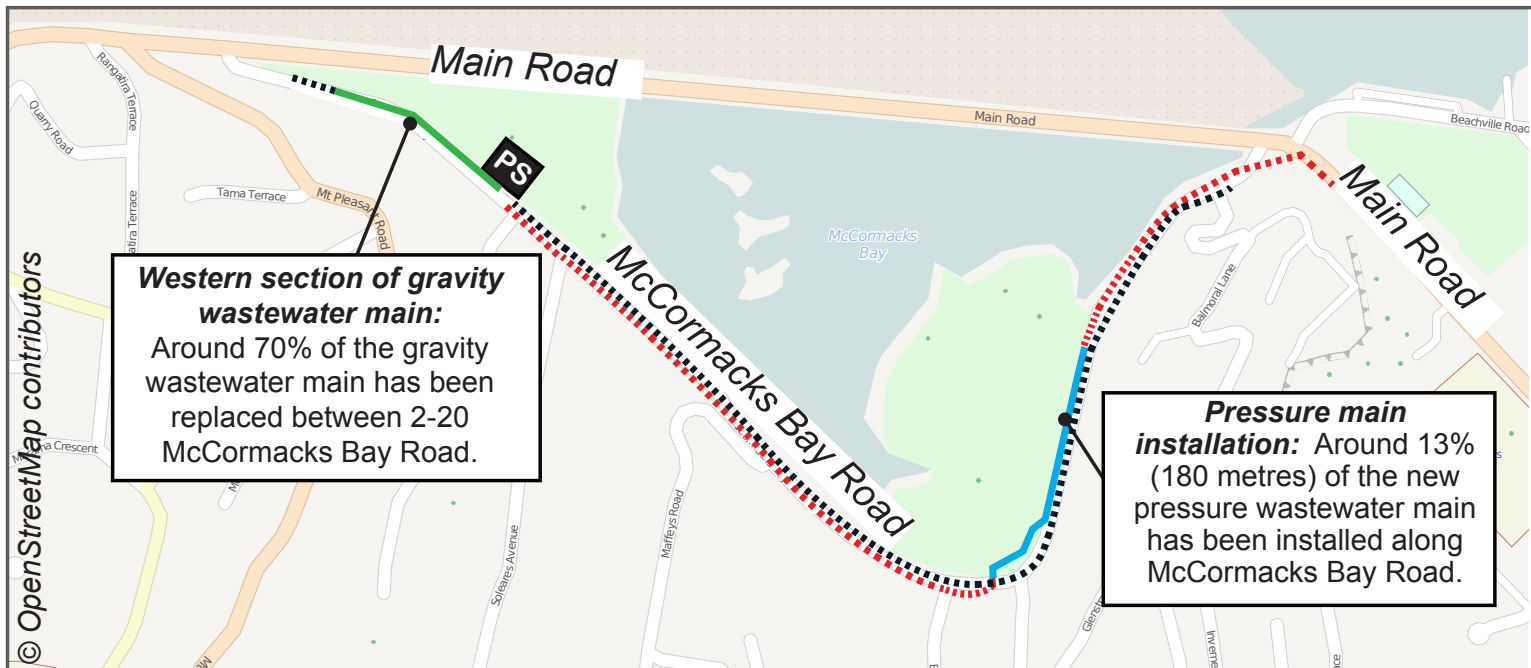 Main Road
Rangatira Terrace
Quarry Road
Main Road
Beachville Road
PS
Tama Terrace
Mt Pleasant Road
Main Road
McCormacks
Bay
Western section of gravity
wastewater main:
Around 70% of the gravity
wastewater main has been
replaced between 2-20
McCormacks Bay Road.
McCormacks Bay Road
Balmoral Lane
Pressure main
installation: Around 13%
(180 metres) of the new
pressure wastewater main
has been installed along
McCormacks Bay Road.
Maffeys Road
Soleares Avenue
© OpenStreetMap contributors